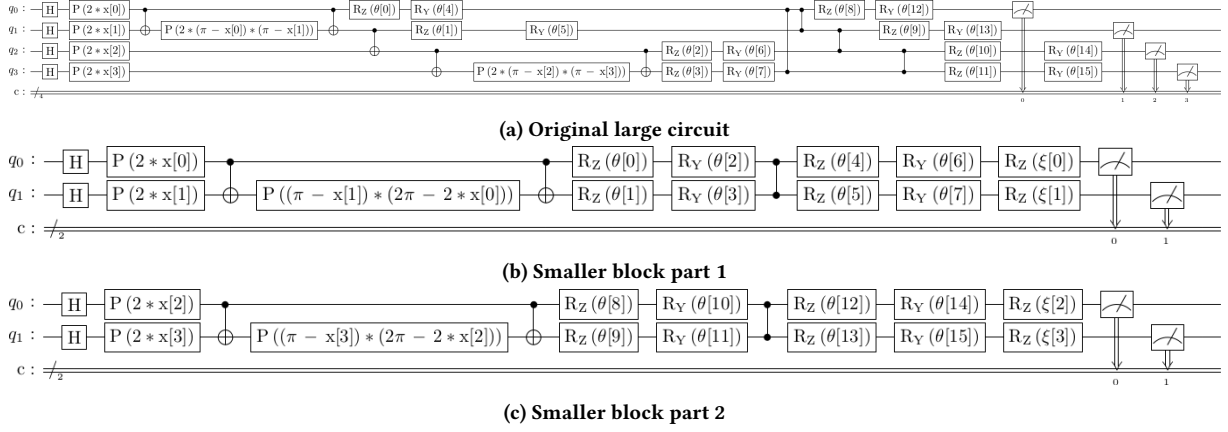 q₀ : H P (2 ∗ x[0]) R_Z (θ[0]) R_Y (θ[4]) R_Z (θ[8]) R_Y (θ[12])
q₁ : H P (2 ∗ x[1]) P (2 ∗ (π − x[0]) ∗ (π − x[1])) R_Z (θ[1]) R_Y (θ[5]) R_Z (θ[9]) R_Y (θ[13])
q₂ : H P (2 ∗ x[2]) R_Z (θ[2]) R_Y (θ[6]) R_Z (θ[10]) R_Y (θ[14])
q₃ : H P (2 ∗ x[3]) P (2 ∗ (π − x[2]) ∗ (π − x[3])) R_Z (θ[3]) R_Y (θ[7]) R_Z (θ[11]) R_Y (θ[15])
c : 4 0 1 2 3
(a) Original large circuit
q₀ : H P (2 ∗ x[0]) R_Z (θ[0]) R_Y (θ[2]) R_Z (θ[4]) R_Y (θ[6]) R_Z (ξ[0])
q₁ : H P (2 ∗ x[1]) P ((π − x[1]) ∗ (2π − 2 ∗ x[0])) R_Z (θ[1]) R_Y (θ[3]) R_Z (θ[5]) R_Y (θ[7]) R_Z (ξ[1])
c : 2 0 1
(b) Smaller block part 1
q₀ : H P (2 ∗ x[2]) R_Z (θ[8]) R_Y (θ[10]) R_Z (θ[12]) R_Y (θ[14]) R_Z (ξ[2])
q₁ : H P (2 ∗ x[3]) P ((π − x[3]) ∗ (2π − 2 ∗ x[2])) R_Z (θ[9]) R_Y (θ[11]) R_Z (θ[13]) R_Y (θ[15]) R_Z (ξ[3])
c : 2 0 1
(c) Smaller block part 2